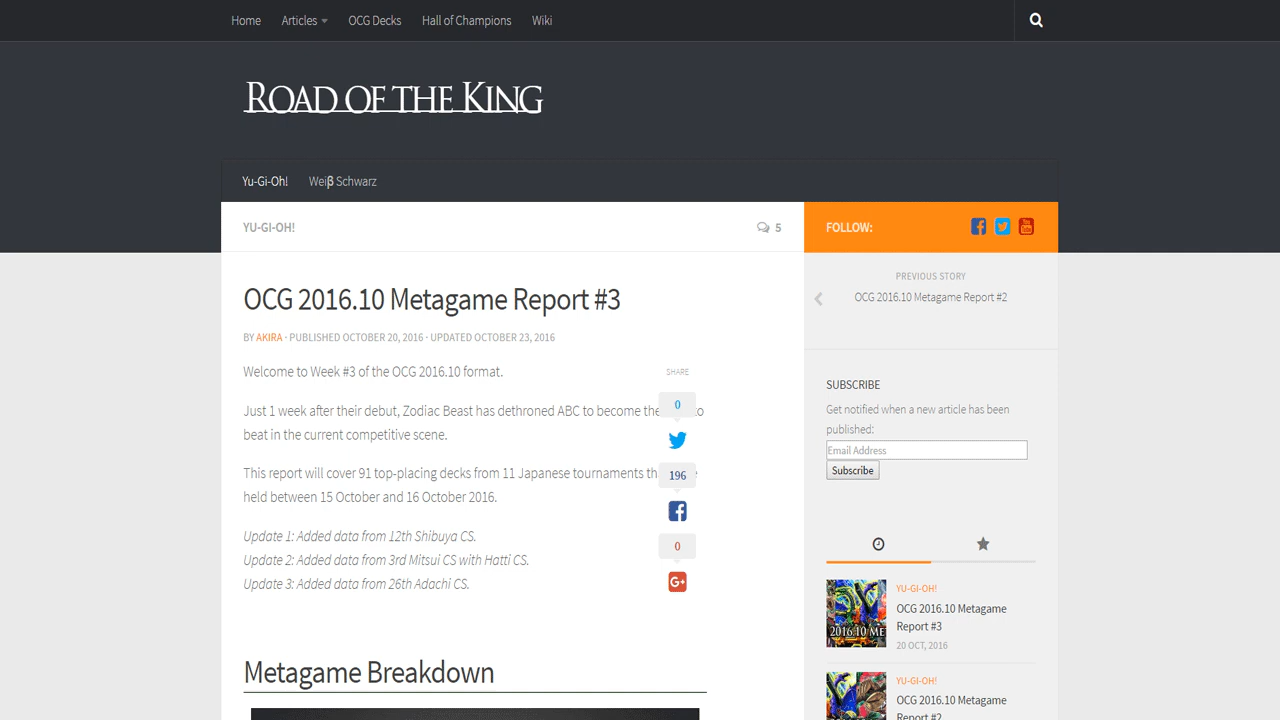 Home Articles OCG Decks Hall of Champions Wiki
ROAD OF THE KING
Yu-Gi-Oh! Weiβ Schwarz
YU-GI-OH! 5
FOLLOW:
You
Tube
PREVIOUS STORY
OCG 2016.10 Metagame Report #2
OCG 2016.10 Metagame Report #3
BY AKIRA · PUBLISHED OCTOBER 20, 2016 · UPDATED OCTOBER 23, 2016
Welcome to Week #3 of the OCG 2016.10 format.
Just 1 week after their debut, Zodiac Beast has dethroned ABC to become the
beat in the current competitive scene.
This report will cover 91 top-placing decks from 11 Japanese tournaments
held between 15 October and 16 October 2016.
Update 1: Added data from 12th Shibuya CS.
Update 2: Added data from 3rd Mitsui CS with Hatti CS.
Update 3: Added data from 26th Adachi CS.
SHARE
0
196
0
G+
Metagame Breakdown
SUBSCRIBE
Get notified when a new article has been
published:
Email Address
Subscribe
2016.10 ME
YU-GI-OH!
OCG 2016.10 Metagame
Report #3
20 OCT, 2016
YU-GI-OH!
OCG 2016.10 Metagame
Report #2